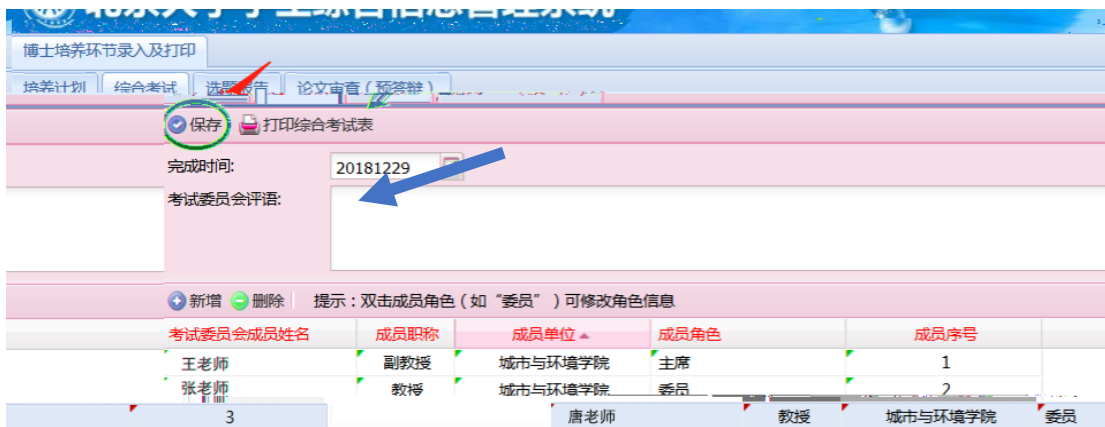 博士培养环节录入及打印
培养计划 综合考试 选题报告 论文审查（预答辩）
保存 打印综合考试表
完成时间: 20181229
考试委员会评语:
新增 删除 提示：双击成员角色（如“委员”）可修改角色信息
考试委员会成员姓名 成员职称 成员单位 成员角色 成员序号
王老师 副教授 城市与环境学院 主席 1
张老师 教授 城市与环境学院 委员 2
3 唐老师 教授 城市与环境学院 委员